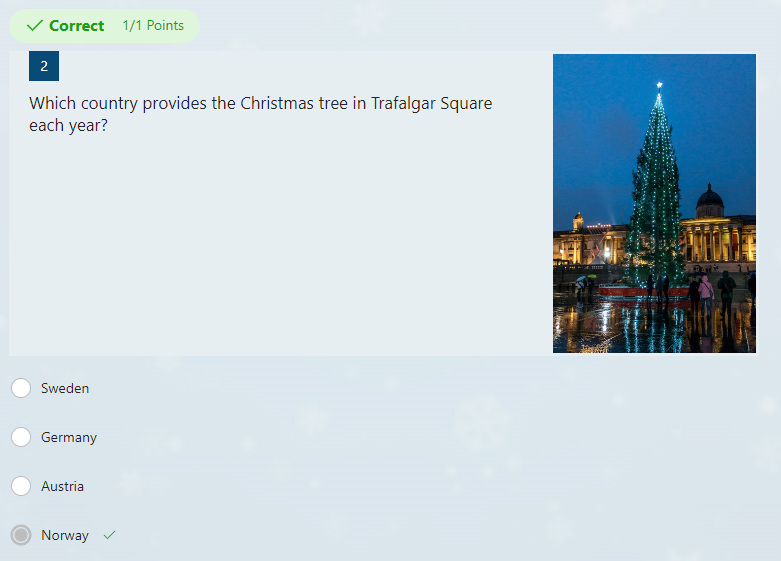 Correct 1/1 Points
2
Which country provides the Christmas tree in Trafalgar Square
each year?
Sweden
Germany
Austria
Norway